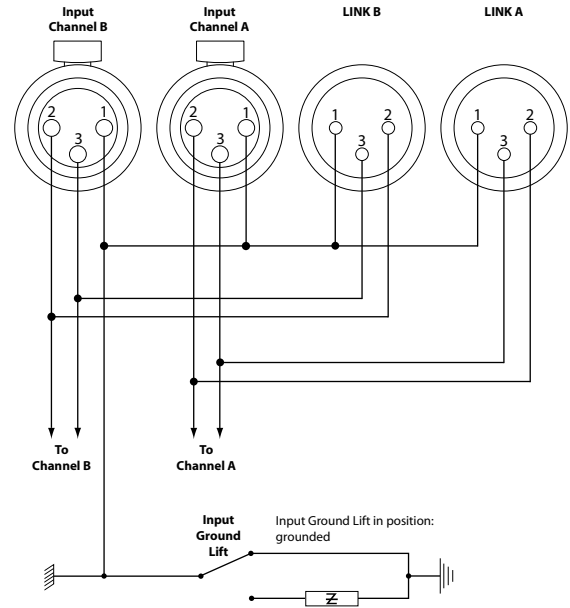 Input
Channel B
Input
Channel A
LINK B
LINK A
2
1
3
2
1
3
1
2
3
1
2
3
To
Channel B
To
Channel A
Input
Ground
Lift
Input Ground Lift in position:
grounded
Z